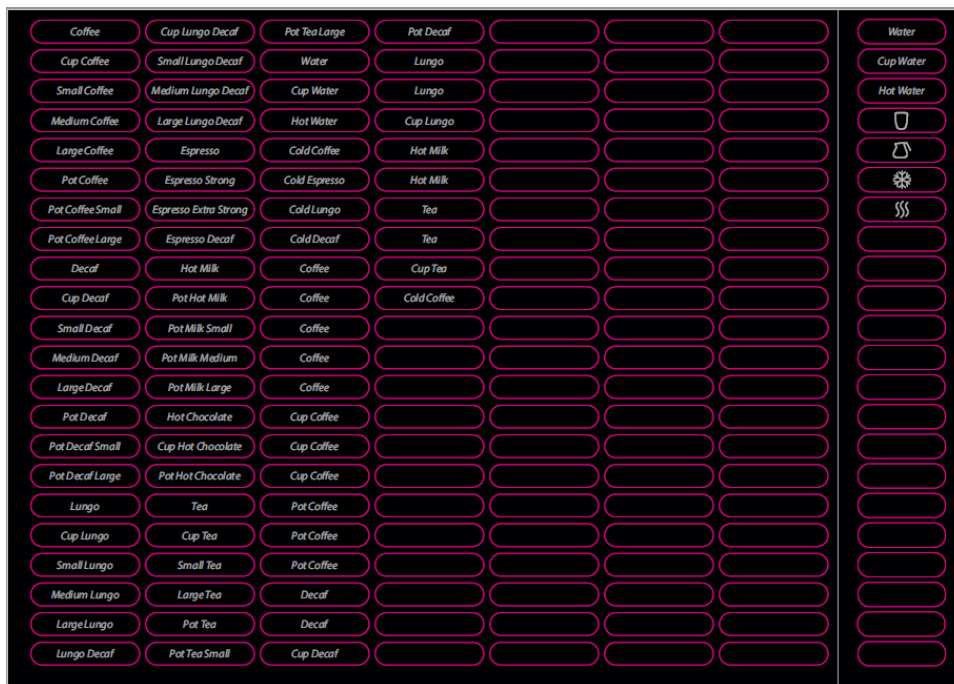 Coffee Cup Lungo Decaf Pot Tea Large Pot Decaf Water
Cup Coffee Small Lungo Decaf Water Lungo Cup Water
Small Coffee Medium Lungo Decaf Cup Water Lungo Hot Water
Medium Coffee Large Lungo Decaf Hot Water Cup Lungo
Large Coffee Espresso Cold Coffee Hot Milk
Pot Coffee Espresso Strong Cold Espresso Hot Milk
Pot Coffee Small Espresso Extra Strong Cold Lungo Tea
Pot Coffee Large Espresso Decaf Cold Decaf Tea
Decaf Hot Milk Coffee Cup Tea
Cup Decaf Pot Hot Milk Coffee Cold Coffee
Small Decaf Pot Milk Small Coffee
Medium Decaf Pot Milk Medium Coffee
Large Decaf Pot Milk Large Coffee
Pot Decaf Hot Chocolate Cup Coffee
Pot Decaf Small Cup Hot Chocolate Cup Coffee
Pot Decaf Large Pot Hot Chocolate Cup Coffee
Lungo Tea Pot Coffee
Cup Lungo Cup Tea Pot Coffee
Small Lungo Small Tea Pot Coffee
Medium Lungo Large Tea Decaf
Large Lungo Pot Tea Decaf
Lungo Decaf Pot Tea Small Cup Decaf